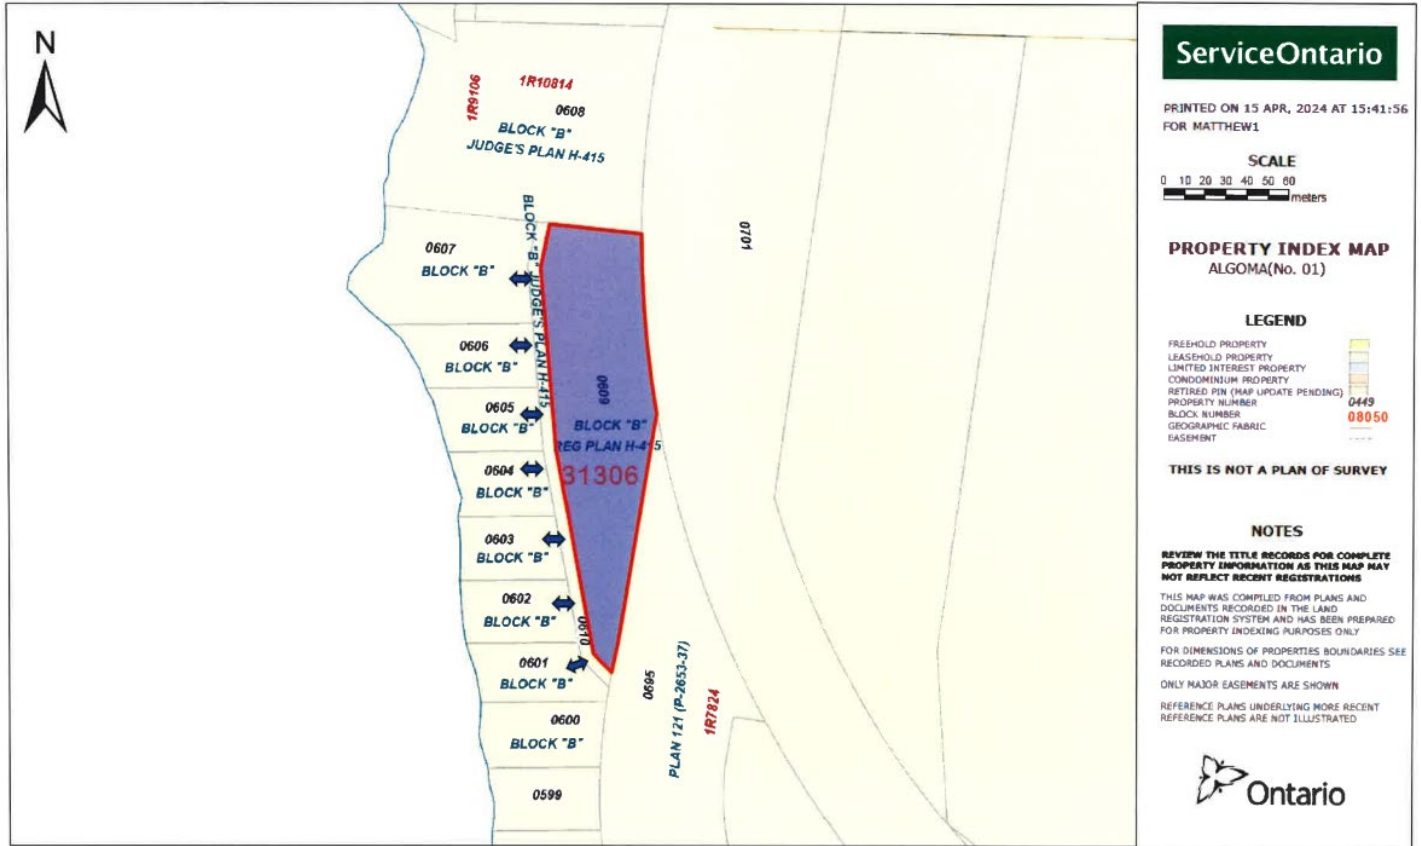 N
1R9106
1R10814
0608
BLOCK "B"
JUDGE'S PLAN H-415
BLOCK "B" JUDGE'S PLAN H-415
0607
BLOCK "B"
0606
BLOCK "B"
0605
BLOCK "B"
0604
BLOCK "B"
0603
BLOCK "B"
0602
BLOCK "B"
0610
0601
BLOCK "B"
0600
BLOCK "B"
0599
0609
BLOCK "B"
REG PLAN H-415
31306
0701
0695
PLAN 121 (P-2653-37)
1R7824
ServiceOntario
PRINTED ON 15 APR, 2024 AT 15:41:56
FOR MATTHEW1
SCALE
0 10 20 30 40 50 60
meters
PROPERTY INDEX MAP
ALGOMA(No. 01)
LEGEND
FREEHOLD PROPERTY
LEASEHOLD PROPERTY
LIMITED INTEREST PROPERTY
CONDOMINIUM PROPERTY
RETIRED PIN (MAP UPDATE PENDING)
PROPERTY NUMBER 0449
BLOCK NUMBER 08050
GEOGRAPHIC FABRIC
EASEMENT
THIS IS NOT A PLAN OF SURVEY
NOTES
REVIEW THE TITLE RECORDS FOR COMPLETE
PROPERTY INFORMATION AS THIS MAP MAY
NOT REFLECT RECENT REGISTRATIONS
THIS MAP WAS COMPILED FROM PLANS AND
DOCUMENTS RECORDED IN THE LAND
REGISTRATION SYSTEM AND HAS BEEN PREPARED
FOR PROPERTY INDEXING PURPOSES ONLY
FOR DIMENSIONS OF PROPERTIES BOUNDARIES SEE
RECORDED PLANS AND DOCUMENTS
ONLY MAJOR EASEMENTS ARE SHOWN
REFERENCE PLANS UNDERLYING MORE RECENT
REFERENCE PLANS ARE NOT ILLUSTRATED
Ontario